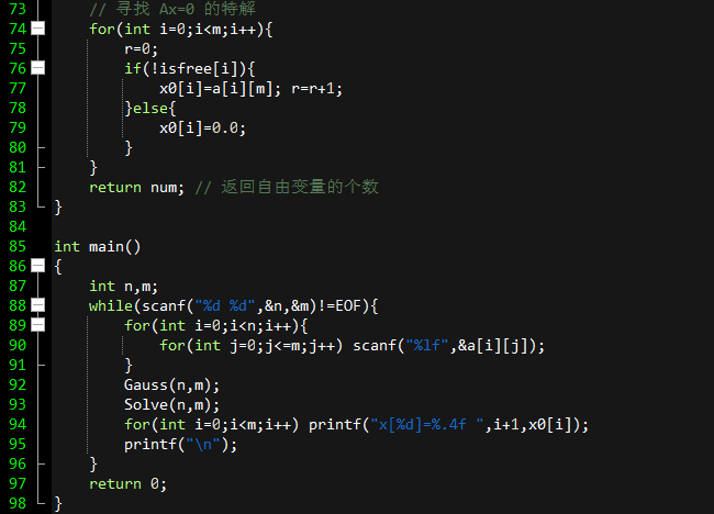 73 // 寻找 Ax=0 的特解
74 for(int i=0;i<m;i++){
75 r=0;
76 if(!isfree[i]){
77 x0[i]=a[i][m]; r=r+1;
78 }else{
79 x0[i]=0.0;
80 }
81 }
82 return num; // 返回自由变量的个数
83 }
84
85 int main()
86 {
87 int n,m;
88 while(scanf("%d %d",&n,&m)!=EOF){
89 for(int i=0;i<n;i++){
90 for(int j=0;j<=m;j++) scanf("%lf",&a[i][j]);
91 }
92 Gauss(n,m);
93 Solve(n,m);
94 for(int i=0;i<m;i++) printf("x[%d]=%.4f ",i+1,x0[i]);
95 printf("\n");
96 }
97 return 0;
98 }